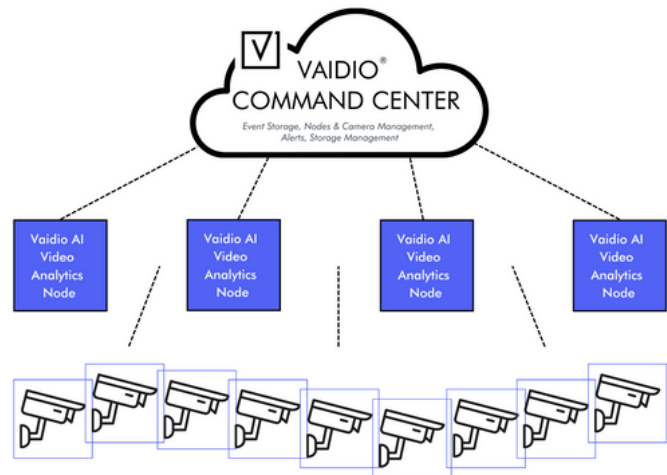 V
VAIDIO®
COMMAND CENTER
Event Storage, Nodes & Camera Management,
Alerts, Storage Management
Vaidio AI
Video
Analytics
Node
Vaidio AI
Video
Analytics
Node
Vaidio AI
Video
Analytics
Node
Vaidio AI
Video
Analytics
Node